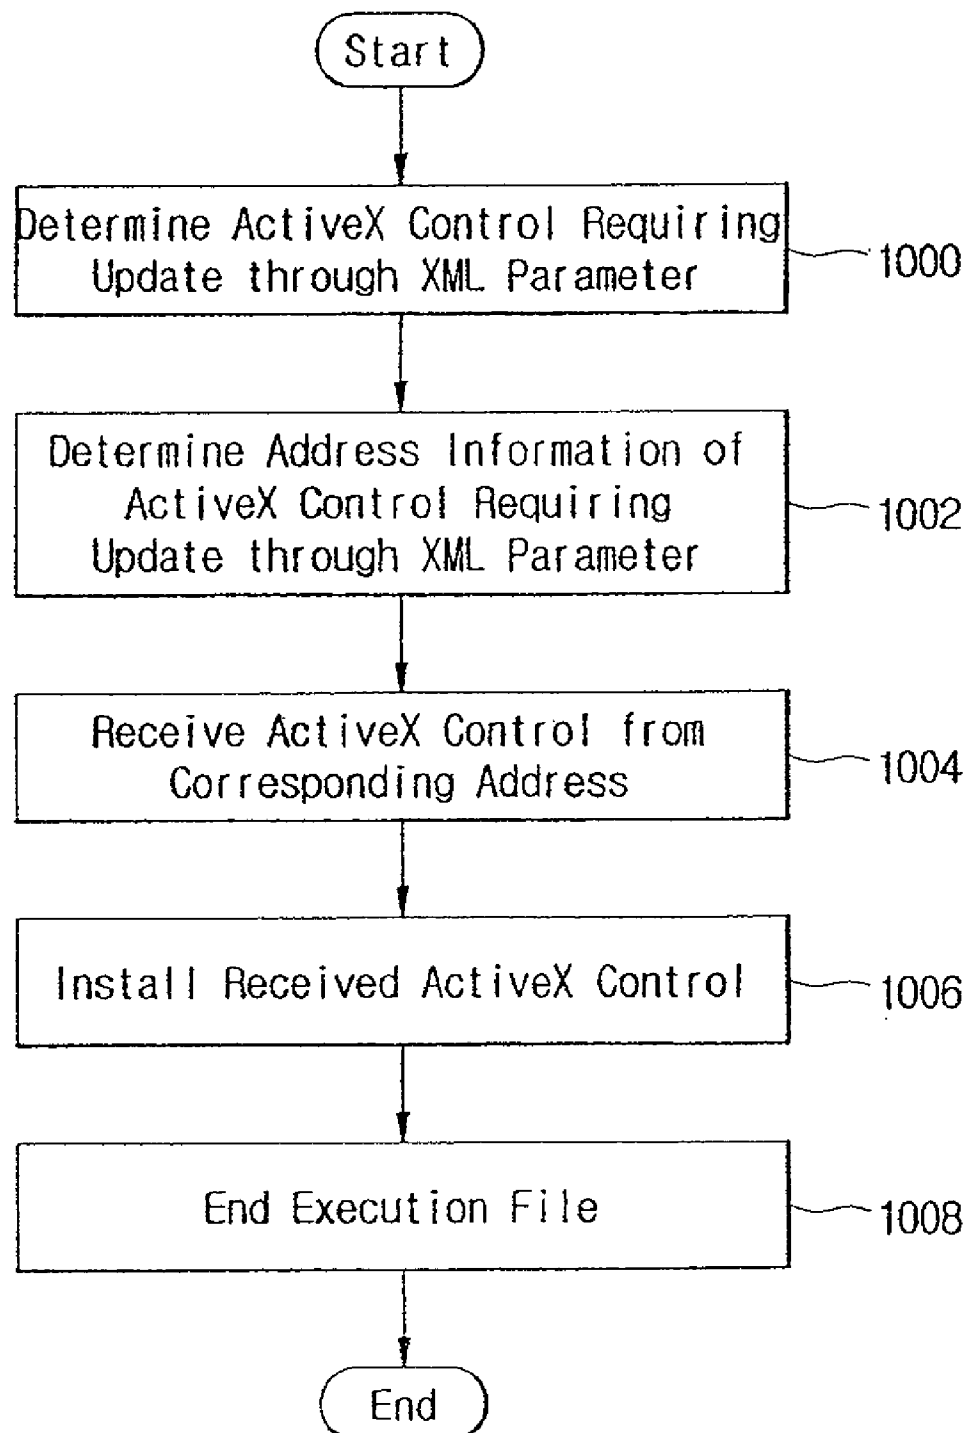 Start
Determine ActiveX Control Requiring
Update through XML Parameter
1000
Determine Address Information of
ActiveX Control Requiring
Update through XML Parameter
1002
Receive ActiveX Control from
Corresponding Address
1004
Install Received ActiveX Control
1006
End Execution File
1008
End